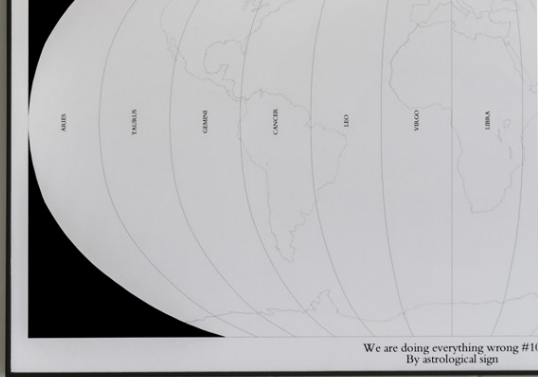 ARIES
TAURUS
GEMINI
CANCER
LEO
VIRGO
LIBRA
We are doing everything wrong #10
By astrological sign